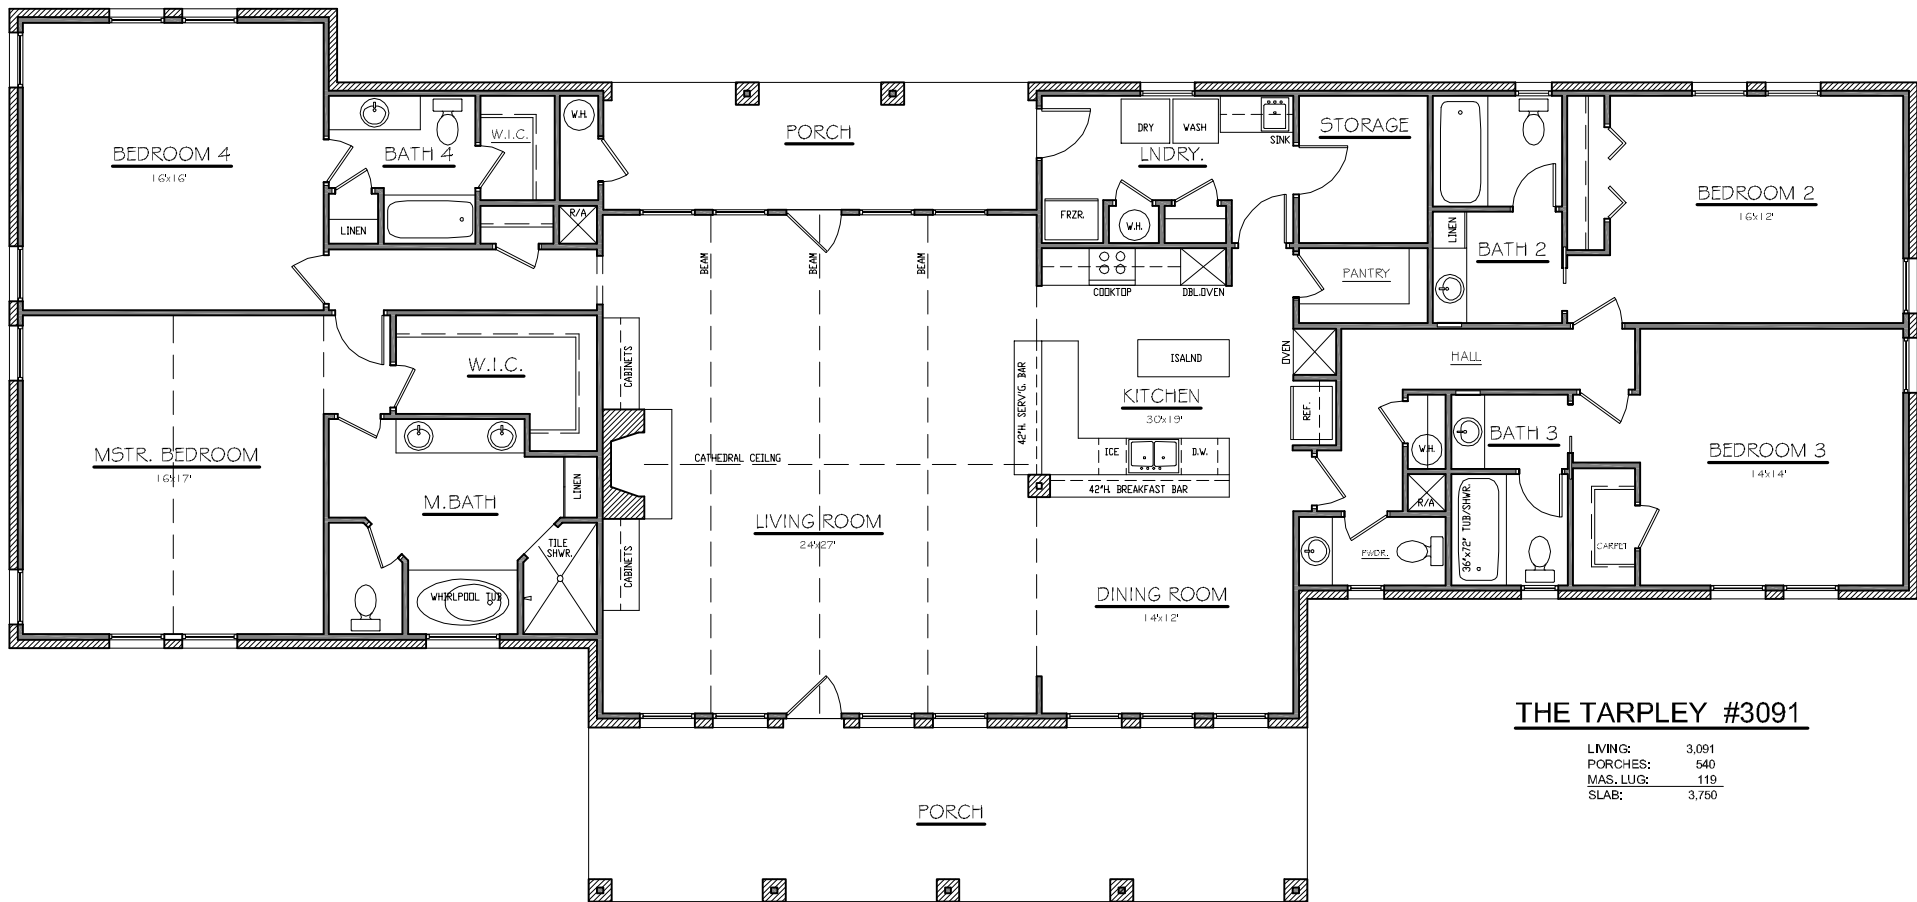 BEDROOM 4
16'x16'
BATH 4
LINEN
W.I.C.
W.H.
R/A
PORCH
DRY
WASH
SINK
LNDRY.
FRZR.
W.H.
STORAGE
LINEN
BATH 2
BEDROOM 2
16'x12'
BEAM
BEAM
BEAM
COOKTOP
DBL.OVEN
PANTRY
W.I.C.
CABINETS
42"H. SERV'G. BAR
ISALND
OVEN
HALL
KITCHEN
30'x19'
REF.
MSTR. BEDROOM
16'x17'
M.BATH
LINEN
CATHEDRAL CEILNG
ICE
D.W.
42"H. BREAKFAST BAR
W.H.
R/A
BATH 3
BEDROOM 3
14'x14'
LIVING ROOM
24'x27'
TILE
SHWR.
CABINETS
WHIRLPOOL TUB
PWDR.
36"x72" TUB/SHWR.
CARPET
DINING ROOM
14'x12'
PORCH
THE TARPLEY #3091
LIVING: 3,091
PORCHES: 540
MAS. LUG: 119
SLAB: 3,750